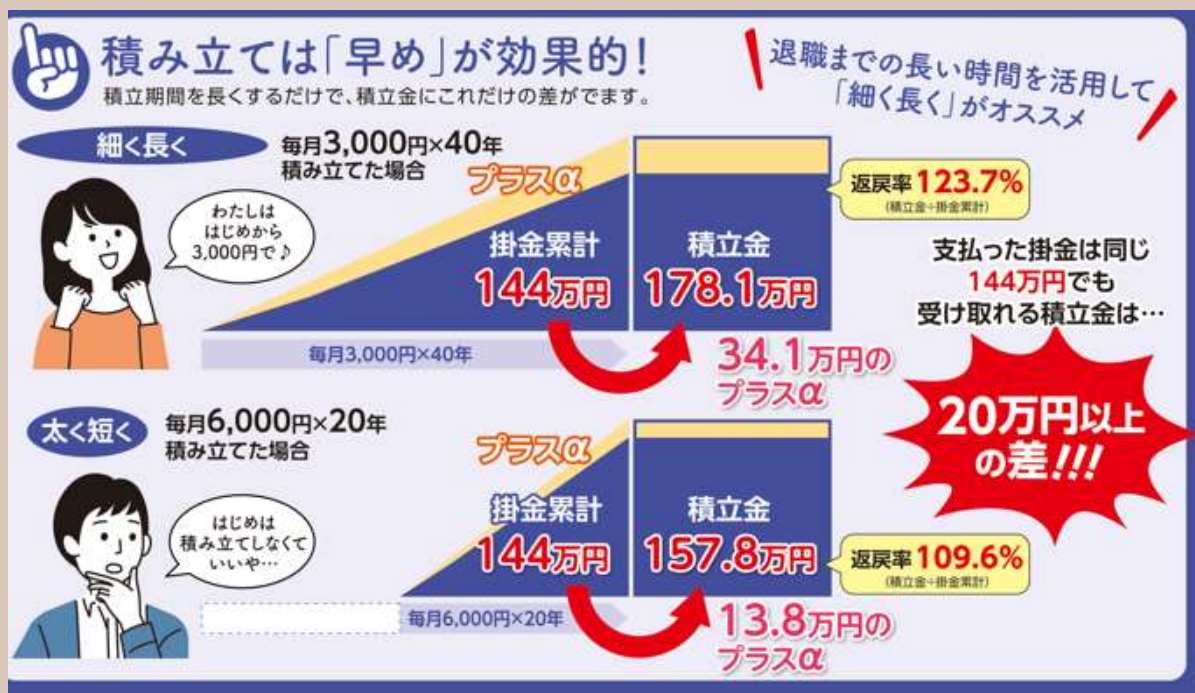 積み立ては「早め」が効果的!
積立期間を長くするだけで、積立金にこれだけの差がでます。
退職までの長い時間を活用して
「細く長く」がオススメ
細く長く
毎月3,000円×40年
積み立てた場合
わたしは
はじめから
3,000円で♪
プラスα
掛金累計
144万円
積立金
178.1万円
返戻率123.7%
(積立金÷掛金累計)
毎月3,000円×40年
34.1万円の
プラスα
支払った掛金は同じ
144万円でも
受け取れる積立金は…
20万円以上
の差!!!
太く短く
毎月6,000円×20年
積み立てた場合
はじめは
積み立てしなくて
いいや…
プラスα
掛金累計
144万円
積立金
157.8万円
返戻率109.6%
(積立金÷掛金累計)
毎月6,000円×20年
13.8万円の
プラスα